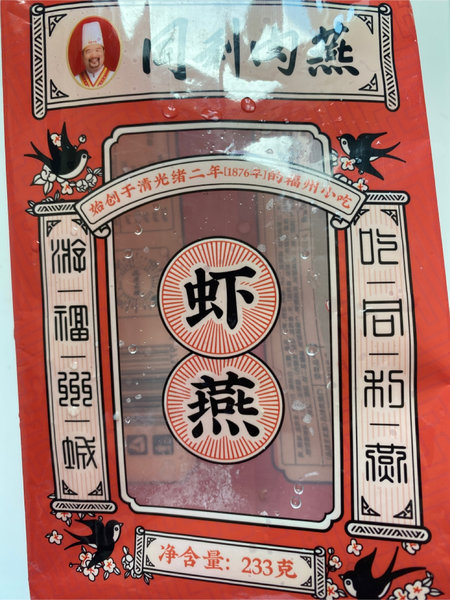 同利肉燕
始创于清光绪二年[1876年]的福州小吃
吃同利燕
游福城
虾
燕
净含量：233克